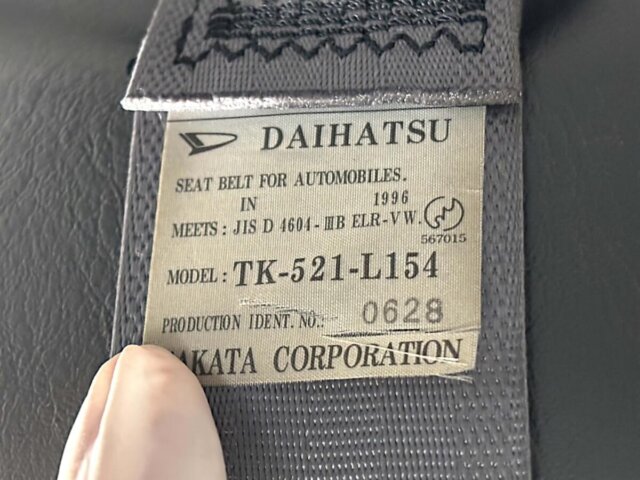 DAIHATSU
SEAT BELT FOR AUTOMOBILES.
IN 1996
MEETS: JIS D 4604-ⅢB ELR-VW.
567015
MODEL: TK-521-L154
PRODUCTION IDENT. NO.: 0628
AKATA CORPORATION